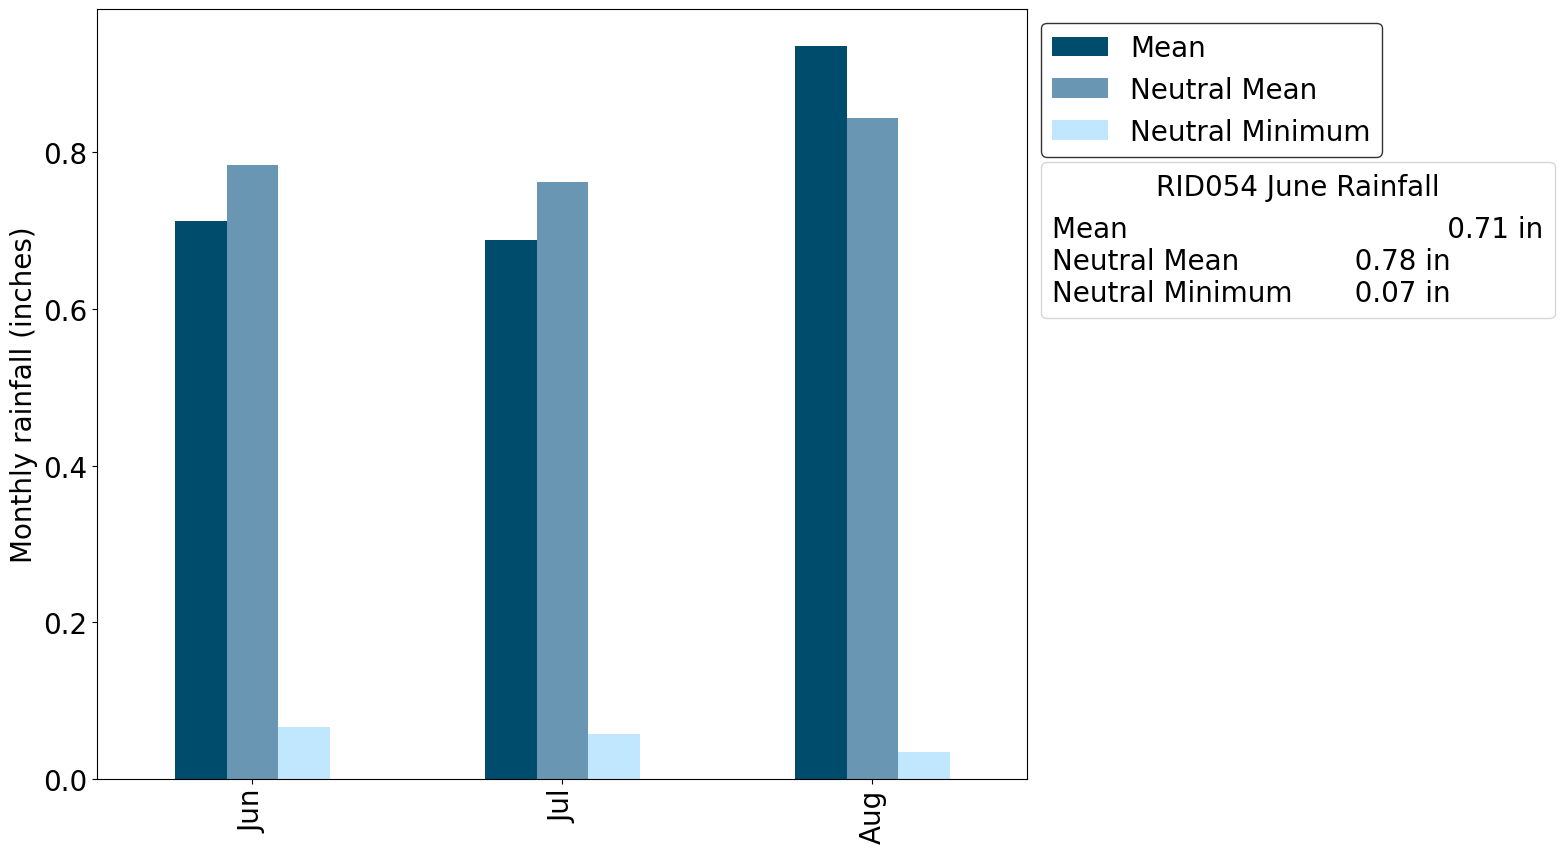 Mean
Neutral Mean
Neutral Minimum
RID054 June Rainfall
Mean 0.71 in
Neutral Mean 0.78 in
Neutral Minimum 0.07 in
Monthly rainfall (inches)
0.8
0.6
0.4
0.2
0.0
Jun
Jul
Aug